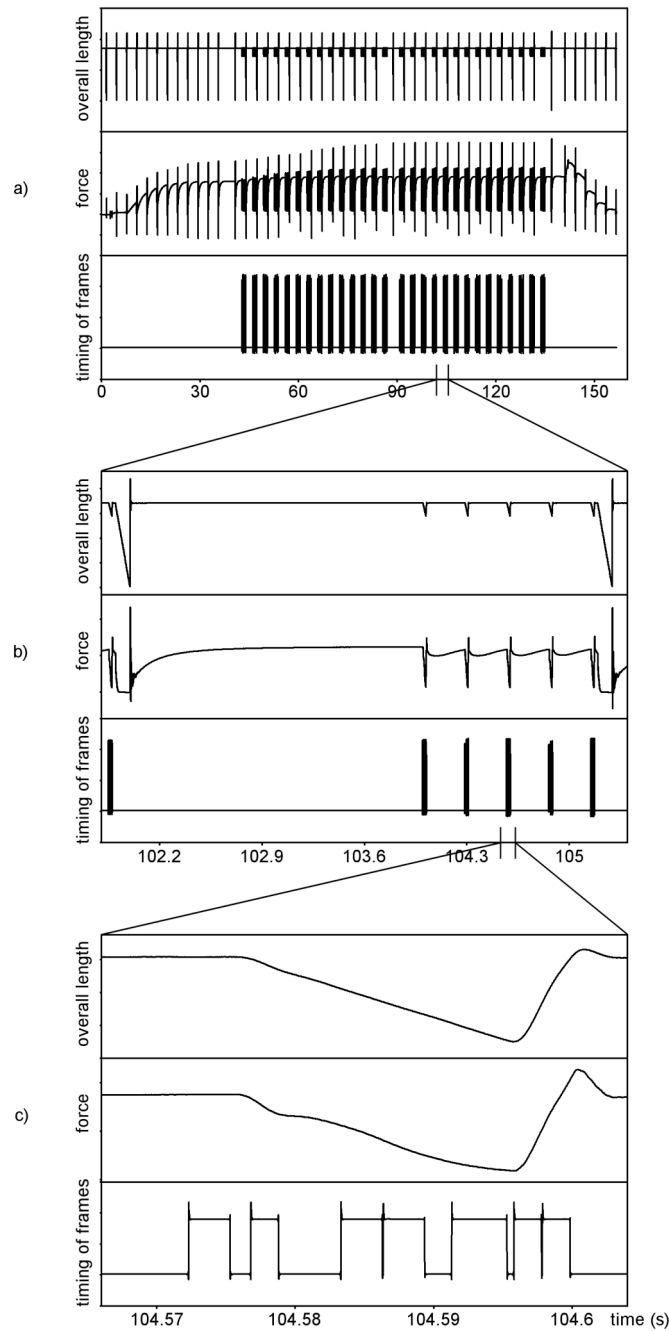 a)
overall length
force
timing of frames
0 30 60 90 120 150
b)
overall length
force
timing of frames
102.2 102.9 103.6 104.3 105
c)
overall length
force
timing of frames
104.57 104.58 104.59 104.6 time (s)